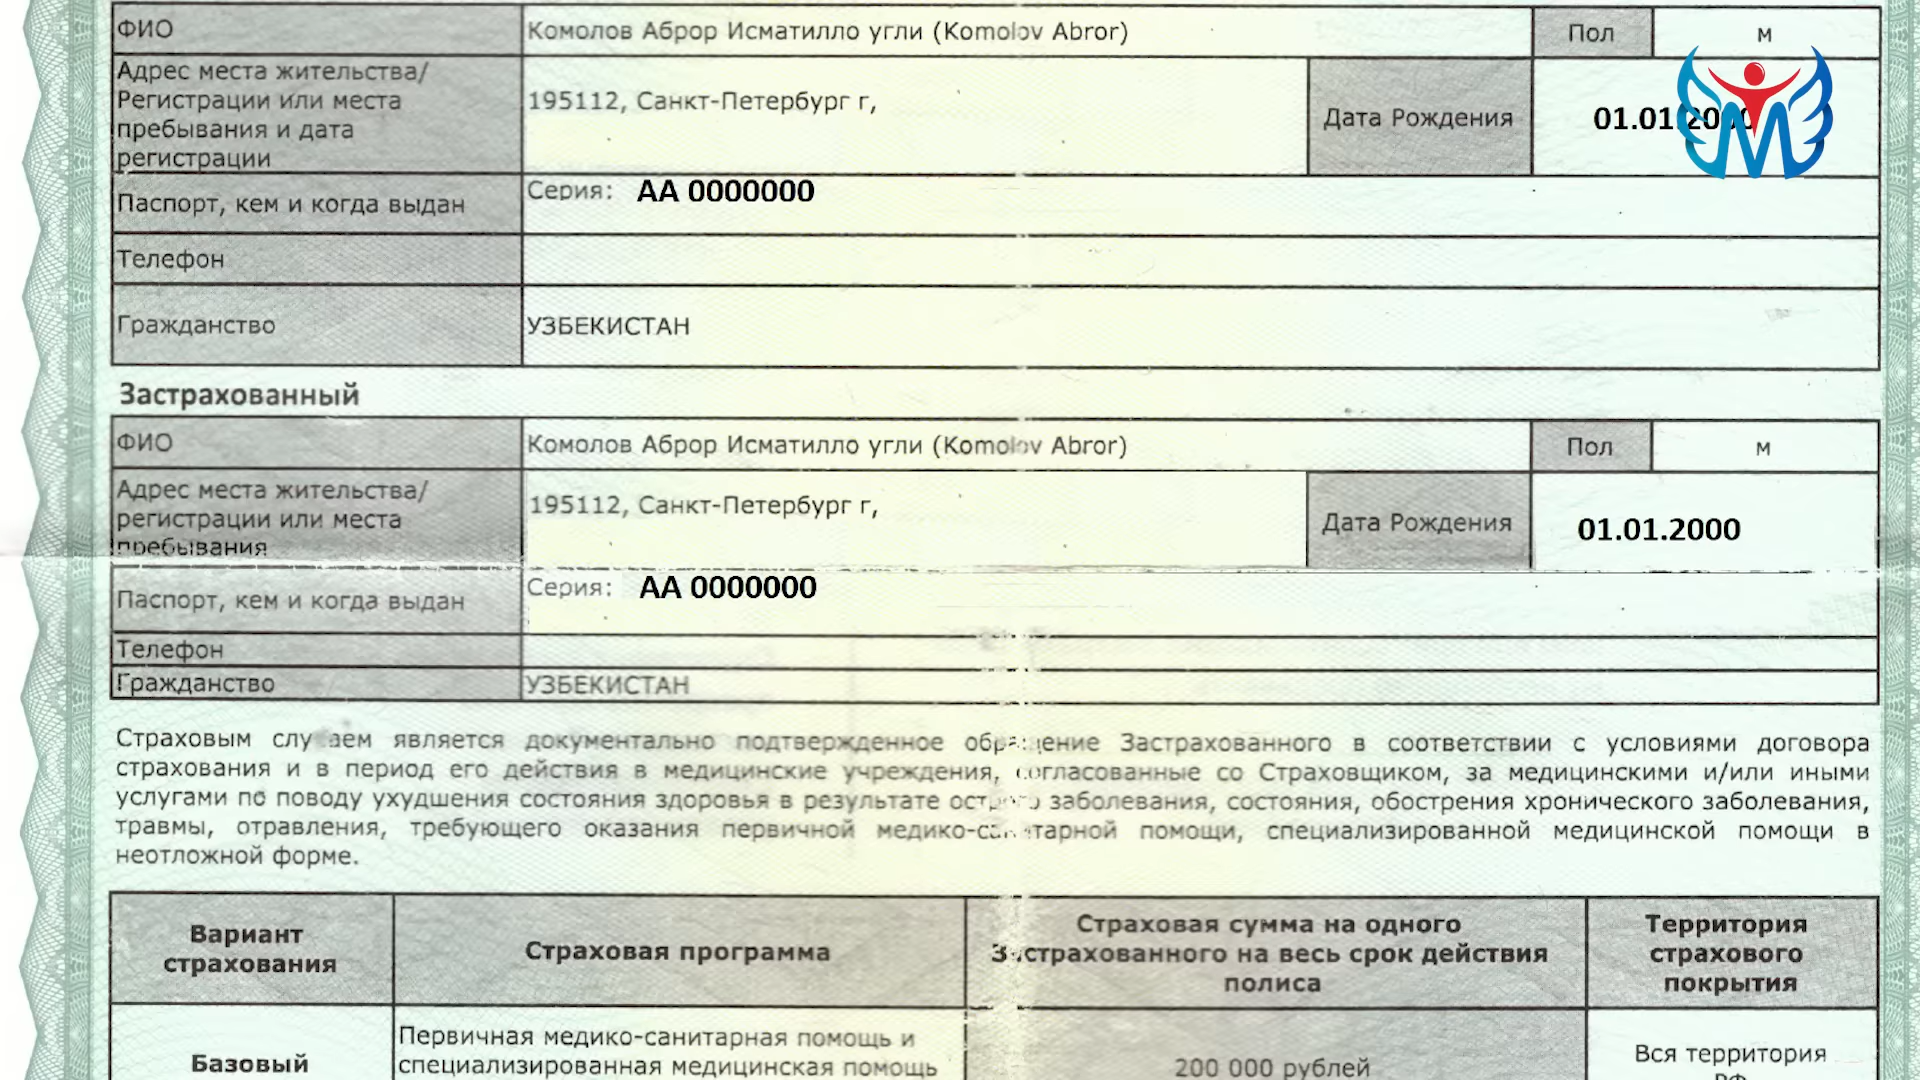 ФИО
Комолов Аброр Исматилло угли (Komolov Abror)
Пол
м
Адрес места жительства/
Регистрации или места
пребывания и дата
регистрации
195112, Санкт-Петербург г,
Дата Рождения
01.01.2000
Паспорт, кем и когда выдан
Серия: АА 0000000
Телефон
Гражданство
УЗБЕКИСТАН
Застрахованный
ФИО
Комолов Аброр Исматилло угли (Komolov Abror)
Пол
м
Адрес места жительства/
регистрации или места
пребывания
195112, Санкт-Петербург г,
Дата Рождения
01.01.2000
Паспорт, кем и когда выдан
Серия: АА 0000000
Телефон
Гражданство
УЗБЕКИСТАН
Страховым случаем является документально подтвержденное обращение Застрахованного в соответствии с условиями договора
страхования и в период его действия в медицинские учреждения, согласованные со Страховщиком, за медицинскими и/или иными
услугами по поводу ухудшения состояния здоровья в результате острого заболевания, состояния, обострения хронического заболевания,
травмы, отравления, требующего оказания первичной медико-санитарной помощи, специализированной медицинской помощи в
неотложной форме.
Вариант
страхования
Страховая программа
Страховая сумма на одного
Застрахованного на весь срок действия
полиса
Территория
страхового
покрытия
Базовый
Первичная медико-санитарная помощь и
специализированная медицинская помощь
200 000 рублей
Вся территория